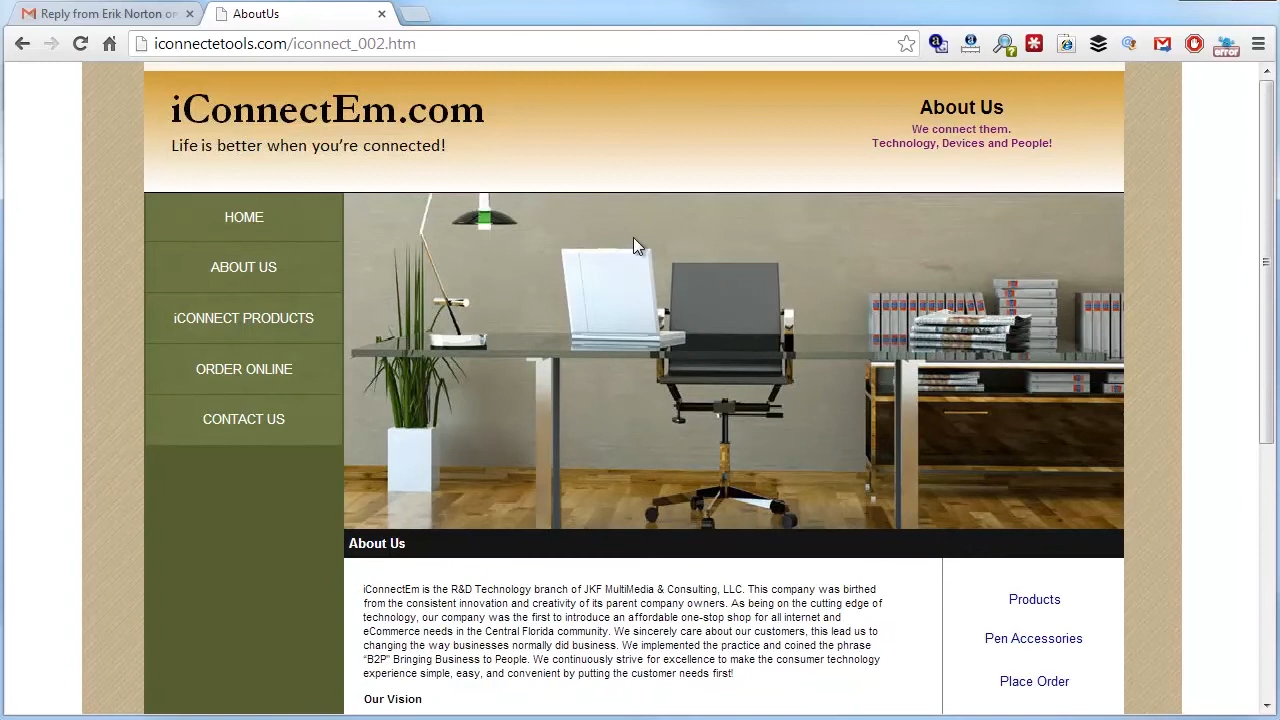 Reply from Erik Norton on
AboutUs
iconnectetools.com/iconnect_002.htm
error
iConnectEm.com
Life is better when you're connected!
About Us
We connect them.
Technology, Devices and People!
HOME
ABOUT US
iCONNECT PRODUCTS
ORDER ONLINE
CONTACT US
About Us
iConnectEm is the R&D Technology branch of JKF MultiMedia & Consulting, LLC. This company was birthed
from the consistent innovation and creativity of its parent company owners. As being on the cutting edge of
technology, our company was the first to introduce an affordable one-stop shop for all internet and
eCommerce needs in the Central Florida community. We sincerely care about our customers, this lead us to
changing the way businesses normally did business. We implemented the practice and coined the phrase
“B2P” Bringing Business to People. We continuously strive for excellence to make the consumer technology
experience simple, easy, and convenient by putting the customer needs first!
Our Vision
Products
Pen Accessories
Place Order